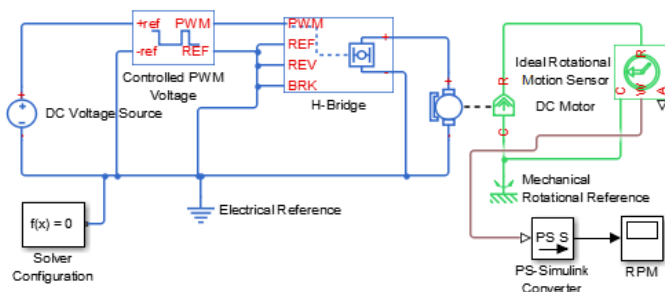 +ref PWM
-ref REF
Controlled PWM
Voltage
PWM
REF
REV
BRK
+
-
H-Bridge
+
-
DC Voltage Source
+
-
R
C
DC Motor
Ideal Rotational
Motion Sensor
R
C W A
Mechanical
Rotational Reference
Electrical Reference
f(x) = 0
Solver
Configuration
PS S
PS-Simulink
Converter
RPM